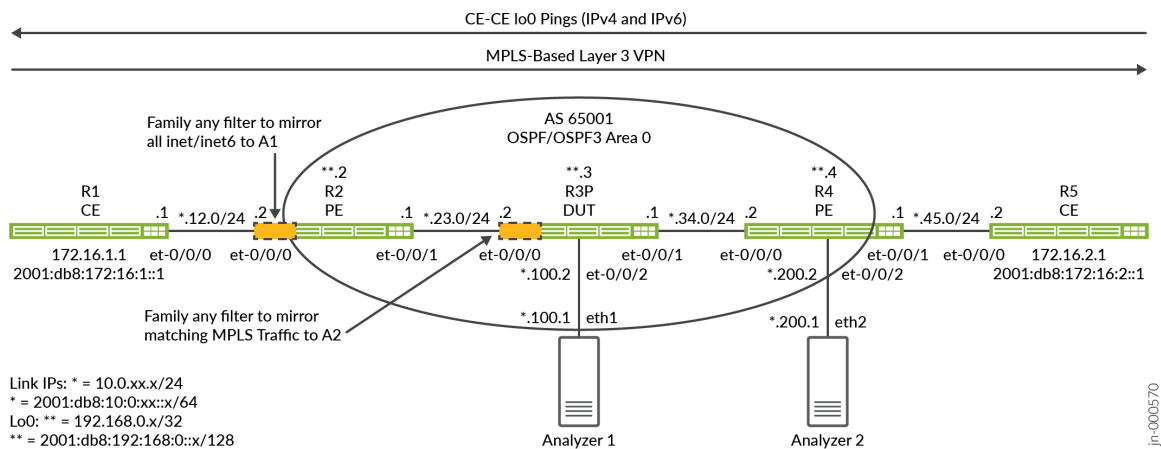 CE-CE lo0 Pings (IPv4 and IPv6)
MPLS-Based Layer 3 VPN
AS 65001
OSPF/OSPF3 Area 0
Family any filter to mirror
all inet/inet6 to A1
R1
CE
**.2
R2
PE
**.3
R3P
DUT
**.4
R4
PE
R5
CE
.1
*.12.0/24
.2
.1
*.23.0/24
.2
.1
*.34.0/24
.2
.1
*.45.0/24
.2
172.16.1.1
2001:db8:172:16:1::1
et-0/0/0
et-0/0/0
et-0/0/1
et-0/0/0
et-0/0/1
et-0/0/0
et-0/0/1
et-0/0/0
172.16.2.1
2001:db8:172:16:2::1
*.100.2
et-0/0/2
*.200.2
et-0/0/2
Family any filter to mirror
matching MPLS Traffic to A2
*.100.1
eth1
*.200.1
eth2
Analyzer 1
Analyzer 2
Link IPs: * = 10.0.xx.x/24
* = 2001:db8:10:0:xx::x/64
Lo0: ** = 192.168.0.x/32
** = 2001:db8:192:168:0::x/128
jn-000570